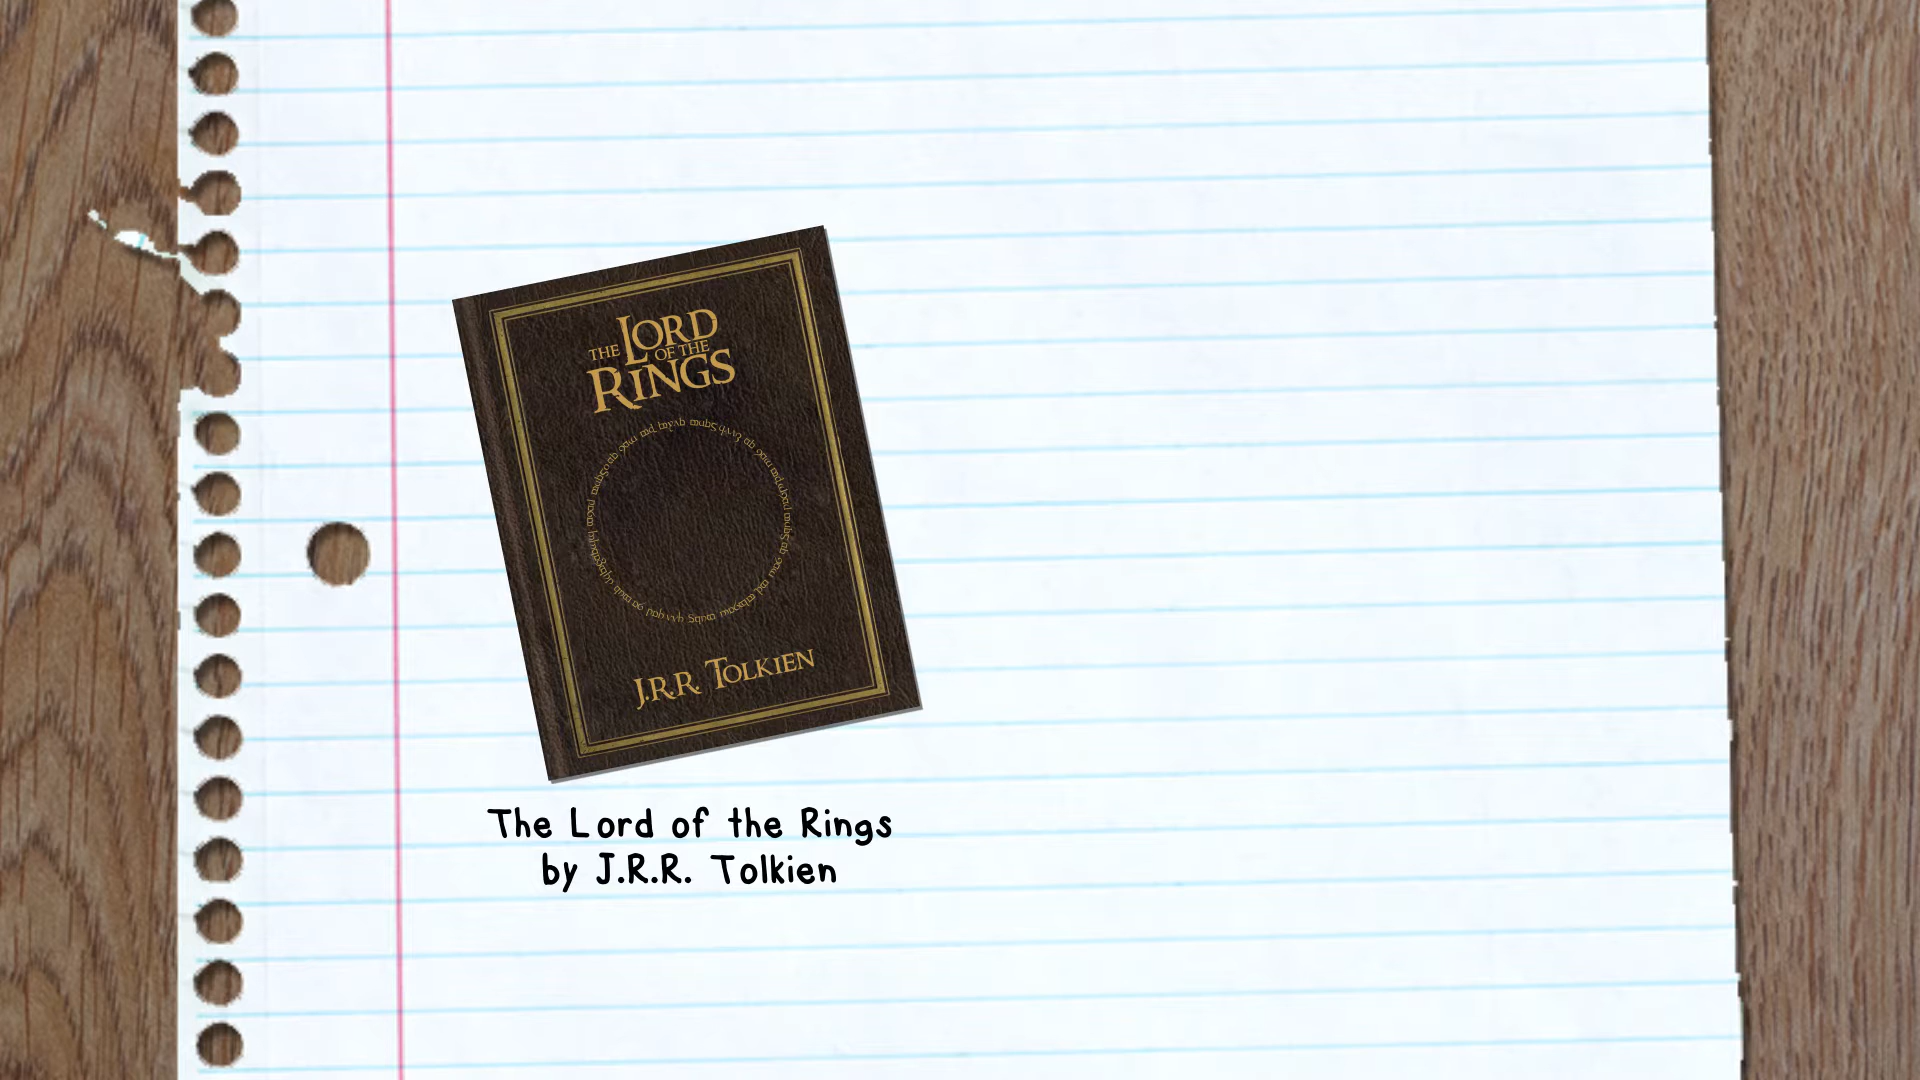 THE LORD
OF THE
RINGS
J.R.R. TOLKIEN
The Lord of the Rings
by J.R.R. Tolkien